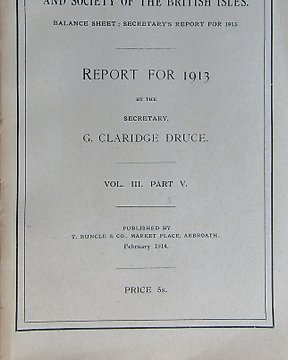 AND SOCIETY OF THE BRITISH ISLES.
BALANCE SHEET : SECRETARY'S REPORT FOR 1913.
REPORT FOR 1913
BY THE
SECRETARY,
G. CLARIDGE DRUCE.
VOL. III. PART V.
PUBLISHED BY
T. BUNCLE & CO., MARKET PLACE, ARBROATH.
February 1914.
PRICE 5s.